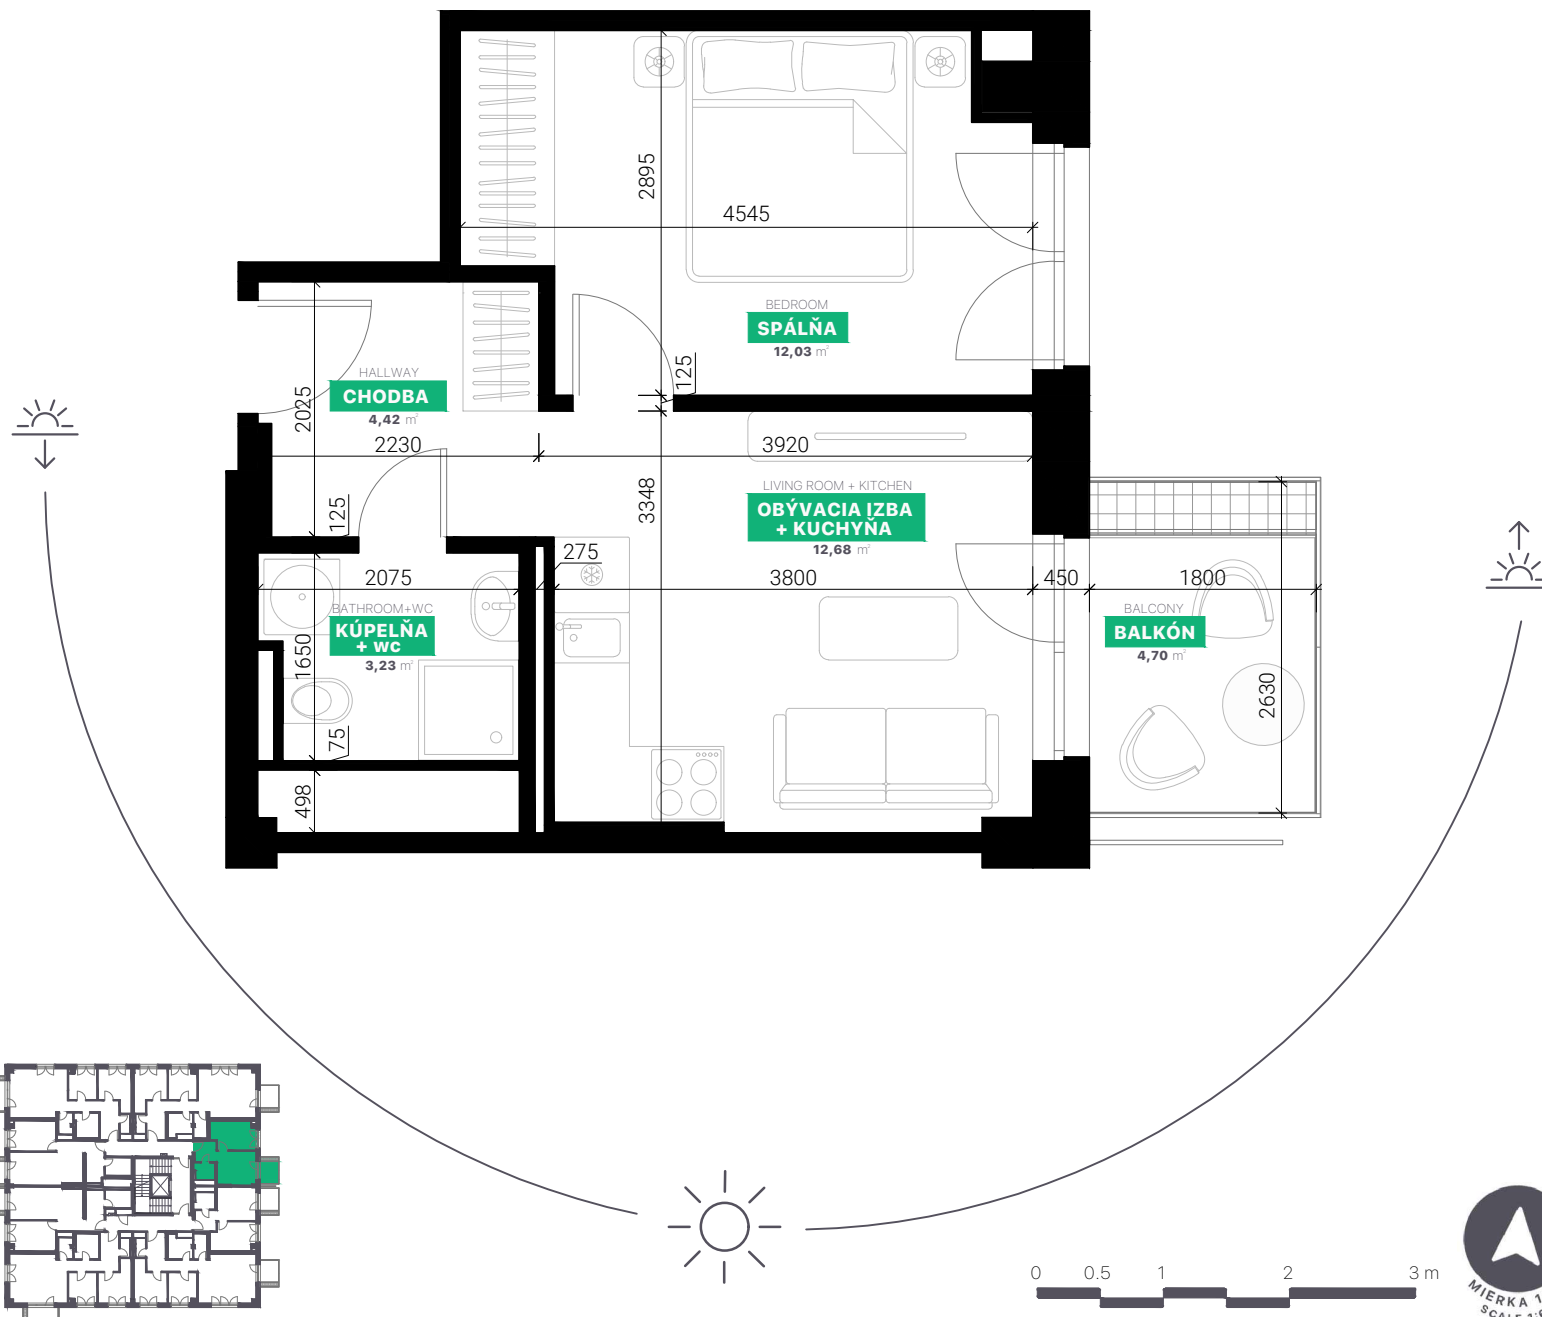 2895
4545
BEDROOM
SPÁLŇA
12,03 m²
125
HALLWAY
CHODBA
4,42 m²
2025
2230
3920
125
3348
LIVING ROOM + KITCHEN
OBÝVACIA IZBA
+ KUCHYŇA
12,68 m²
275
2075
3800
450
1800
BATHROOM+WC
KÚPELŇA
+ WC
3,23 m²
1650
75
498
BALCONY
BALKÓN
4,70 m²
2630
0 0.5 1 2 3 m
MIERKA
SCALE